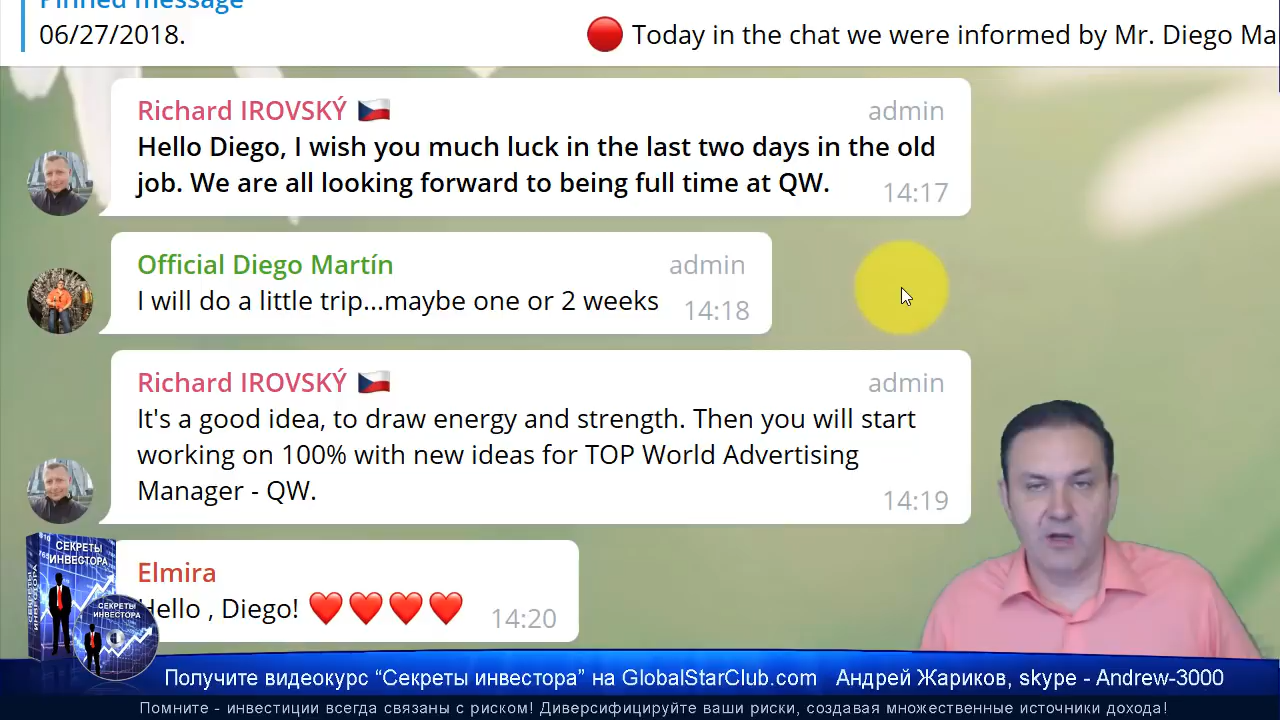 Pinned message
06/27/2018.
Today in the chat we were informed by Mr. Diego Ma
Richard IROVSKÝ
admin
Hello Diego, I wish you much luck in the last two days in the old
job. We are all looking forward to being full time at QW.
14:17
Official Diego Martín
admin
I will do a little trip...maybe one or 2 weeks
14:18
Richard IROVSKÝ
admin
It's a good idea, to draw energy and strength. Then you will start
working on 100% with new ideas for TOP World Advertising
Manager - QW.
14:19
Elmira
Hello , Diego! ❤❤❤❤
14:20
СЕКРЕТЫ
ИНВЕСТОРА
СЕКРЕТЫ ИНВЕСТОРА
СЕКРЕТЫ
ИНВЕСТОРА
Получите видеокурс “Секреты инвестора” на GlobalStarClub.com Андрей Жариков, skype - Andrew-3000
Помните - инвестиции всегда связаны с риском! Диверсифицируйте ваши риски, создавая множественные источники дохода!